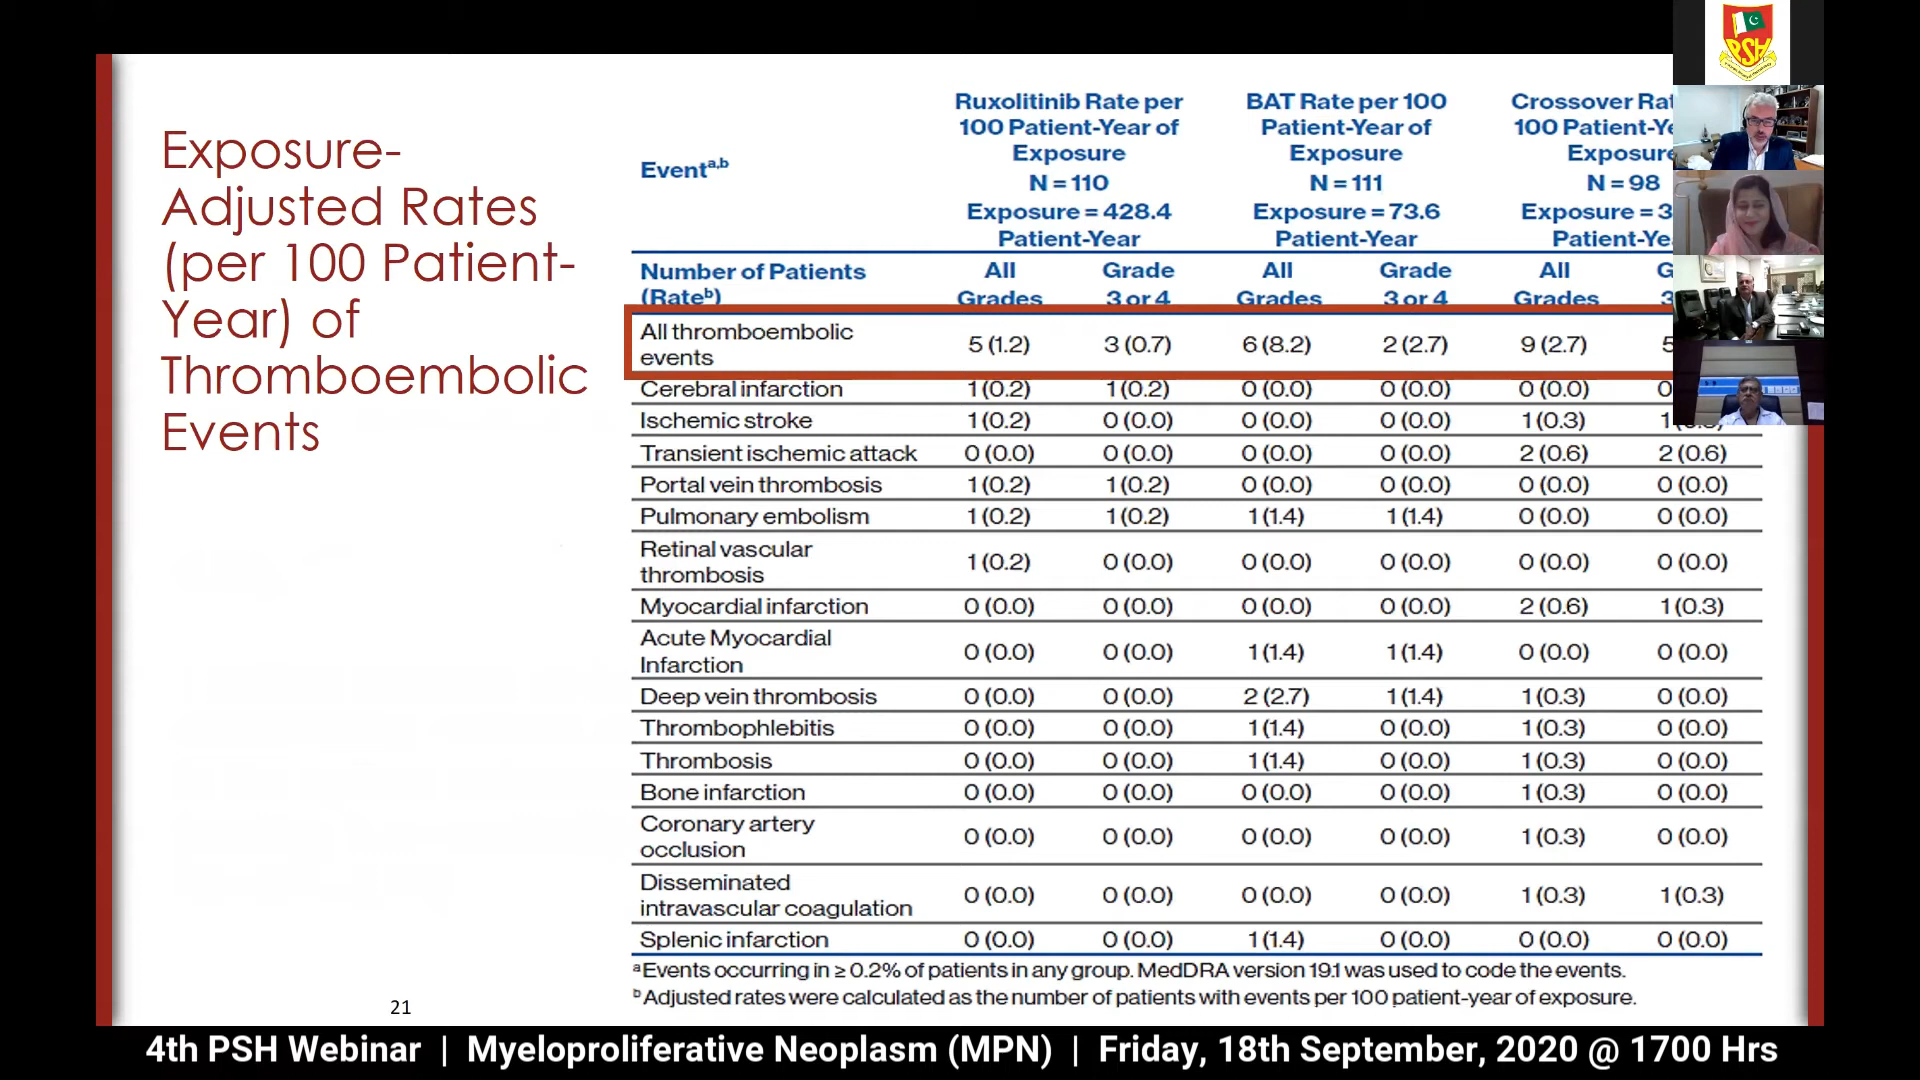 PSH
Exposure-
Adjusted Rates
(per 100 Patient-
Year) of
Thromboembolic
Events
Event a,b
Ruxolitinib Rate per
100 Patient-Year of
Exposure
N = 110
Exposure = 428.4
Patient-Year
BAT Rate per 100
Patient-Year of
Exposure
N = 111
Exposure = 73.6
Patient-Year
Crossover
100
Exposure
N = 98
Exposure = 3
Number of Patients (Rate b) All Grades Grade 3 or 4 All Grades Grade 3 or 4 All Grades
All thromboembolic events 5 (1.2) 3 (0.7) 6 (8.2) 2 (2.7) 9 (2.7) 5
Cerebral infarction 1 (0.2) 1 (0.2) 0 (0.0) 0 (0.0) 0 (0.0) 0
Ischemic stroke 1 (0.2) 0 (0.0) 0 (0.0) 0 (0.0) 1 (0.3) 1
Transient ischemic attack 0 (0.0) 0 (0.0) 0 (0.0) 0 (0.0) 2 (0.6) 2 (0.6)
Portal vein thrombosis 1 (0.2) 1 (0.2) 0 (0.0) 0 (0.0) 0 (0.0) 0 (0.0)
Pulmonary embolism 1 (0.2) 1 (0.2) 1 (1.4) 1 (1.4) 0 (0.0) 0 (0.0)
Retinal vascular thrombosis 1 (0.2) 0 (0.0) 0 (0.0) 0 (0.0) 0 (0.0) 0 (0.0)
Myocardial infarction 0 (0.0) 0 (0.0) 0 (0.0) 0 (0.0) 2 (0.6) 1 (0.3)
Acute Myocardial Infarction 0 (0.0) 0 (0.0) 1 (1.4) 1 (1.4) 0 (0.0) 0 (0.0)
Deep vein thrombosis 0 (0.0) 0 (0.0) 2 (2.7) 1 (1.4) 1 (0.3) 0 (0.0)
Thrombophlebitis 0 (0.0) 0 (0.0) 1 (1.4) 0 (0.0) 1 (0.3) 0 (0.0)
Thrombosis 0 (0.0) 0 (0.0) 1 (1.4) 0 (0.0) 1 (0.3) 0 (0.0)
Bone infarction 0 (0.0) 0 (0.0) 0 (0.0) 0 (0.0) 1 (0.3) 0 (0.0)
Coronary artery occlusion 0 (0.0) 0 (0.0) 0 (0.0) 0 (0.0) 1 (0.3) 0 (0.0)
Disseminated intravascular coagulation 0 (0.0) 0 (0.0) 0 (0.0) 0 (0.0) 1 (0.3) 1 (0.3)
Splenic infarction 0 (0.0) 0 (0.0) 1 (1.4) 0 (0.0) 0 (0.0) 0 (0.0)
a Events occurring in ≥ 0.2% of patients in any group. MedDRA version 19.1 was used to code the events.
b Adjusted rates were calculated as the number of patients with events per 100 patient-year of exposure.
21
4th PSH Webinar | Myeloproliferative Neoplasm (MPN) | Friday, 18th September, 2020 @ 1700 Hrs